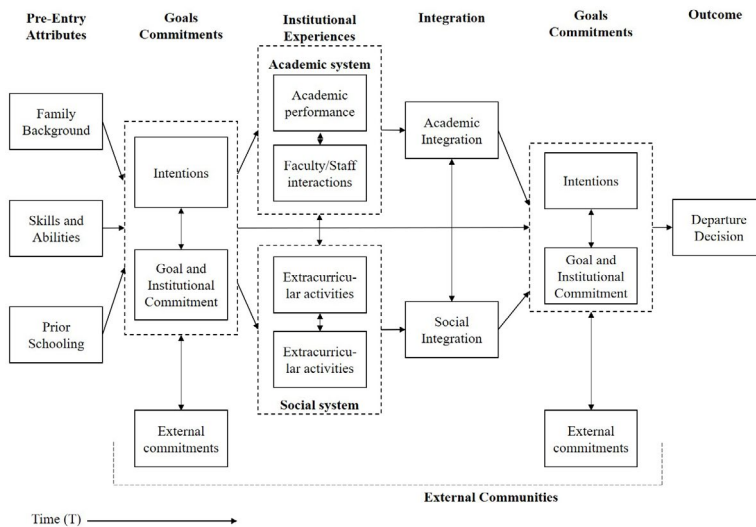 Pre-Entry
Attributes
Goals
Commitments
Institutional
Experiences
Integration
Goals
Commitments
Outcome
Family
Background
Skills and
Abilities
Prior
Schooling
Intentions
Goal and
Institutional
Commitment
External
commitments
Academic system
Academic
performance
Faculty/Staff
interactions
Extracurricu-
lar activities
Extracurricu-
lar activities
Social system
Academic
Integration
Social
Integration
Intentions
Goal and
Institutional
Commitment
External
commitments
Departure
Decision
External Communities
Time (T)